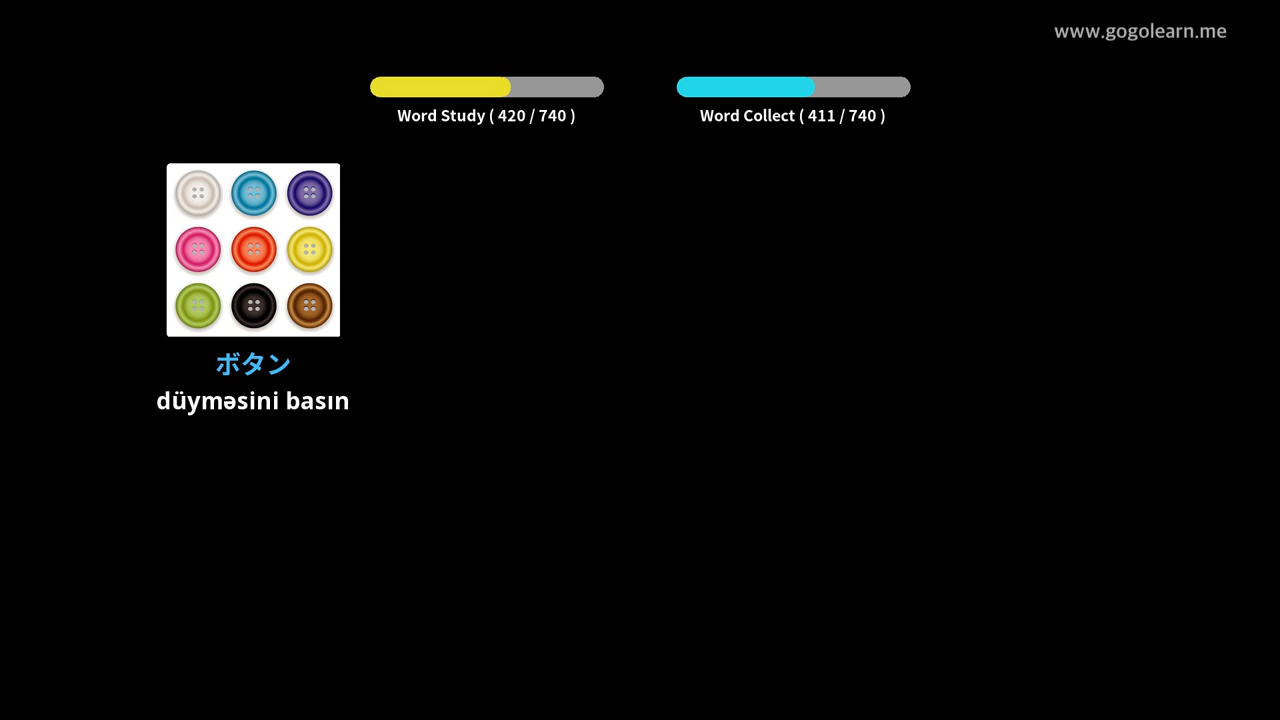 www.gogolearn.me
Word Study ( 420 / 740 )
Word Collect ( 411 / 740 )
ボタン
düyməsini basın